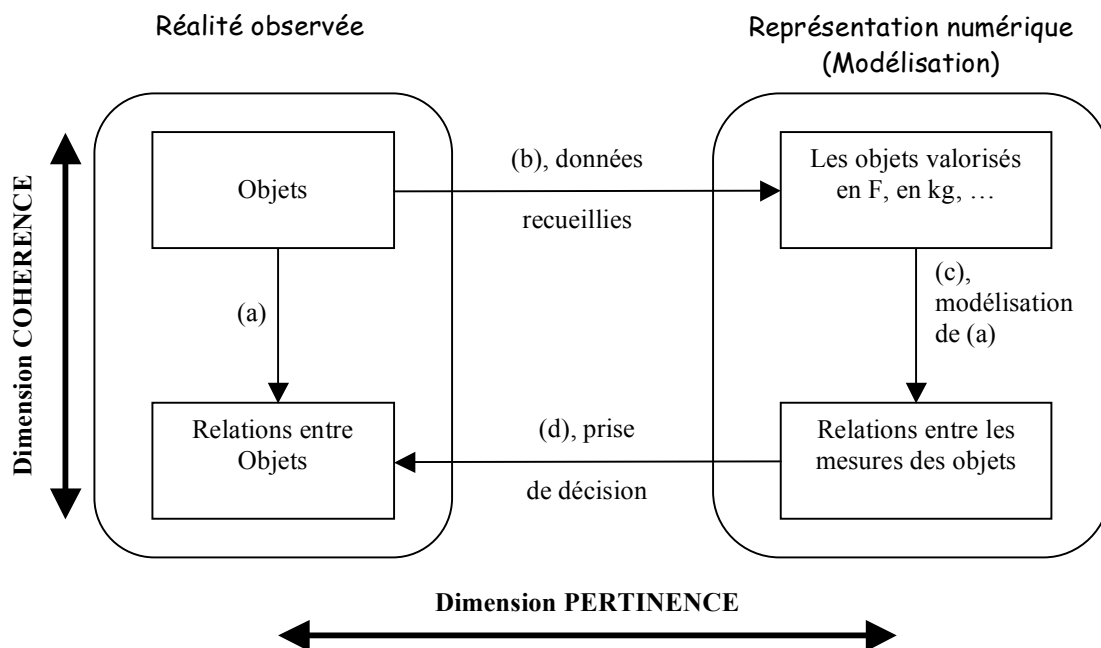 Réalité observée
Représentation numérique
(Modélisation)
Dimension COHERENCE
Objets
(b), données
recueillies
Les objets valorisés
en F, en kg, …
(a)
(c),
modélisation
de (a)
Relations entre
Objets
(d), prise
de décision
Relations entre les
mesures des objets
Dimension PERTINENCE